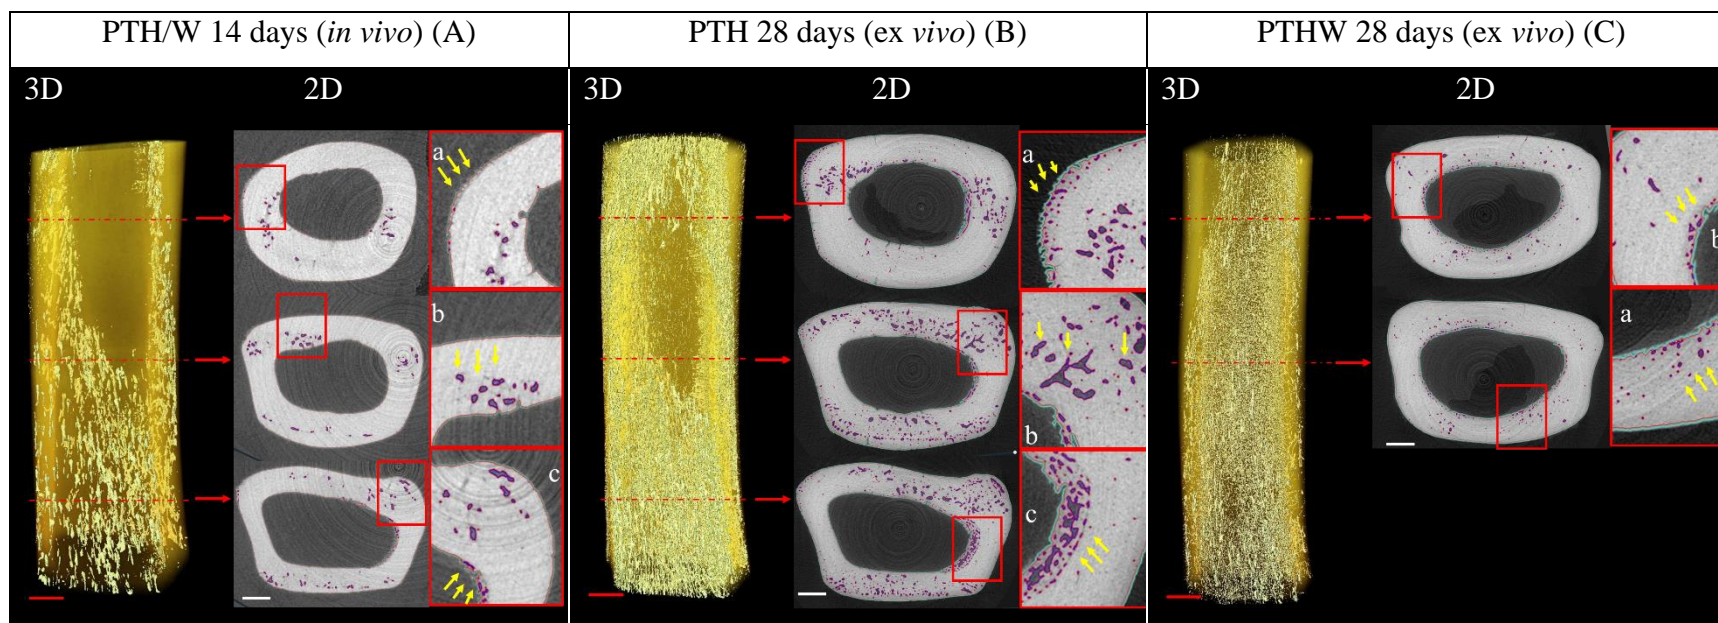 PTH/W 14 days (in vivo) (A)
PTH 28 days (ex vivo) (B)
PTHW 28 days (ex vivo) (C)
3D 2D
3D 2D
3D 2D
a
b
c
a
b
c
b
a